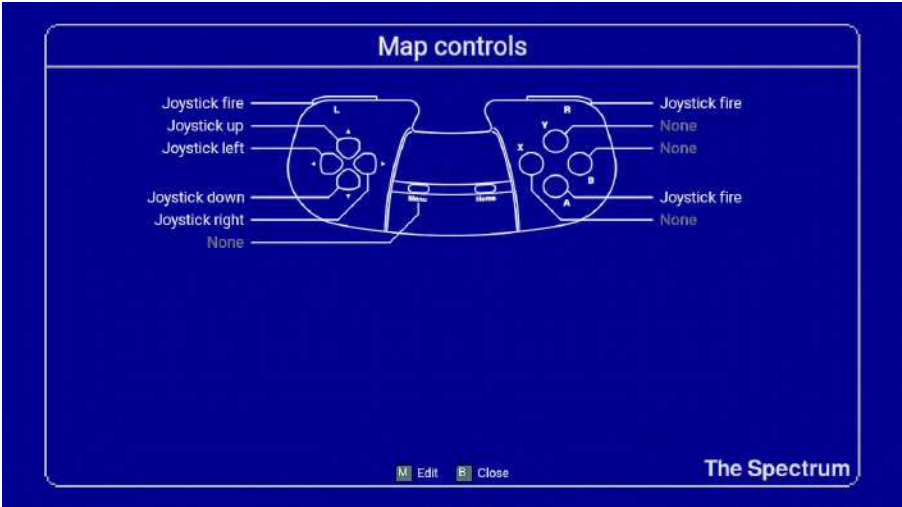 Map controls
Joystick fire
Joystick up
Joystick left
Joystick down
Joystick right
None
L
Menu
Home
R
Y
X
B
A
Joystick fire
None
None
Joystick fire
None
M Edit B Close
The Spectrum